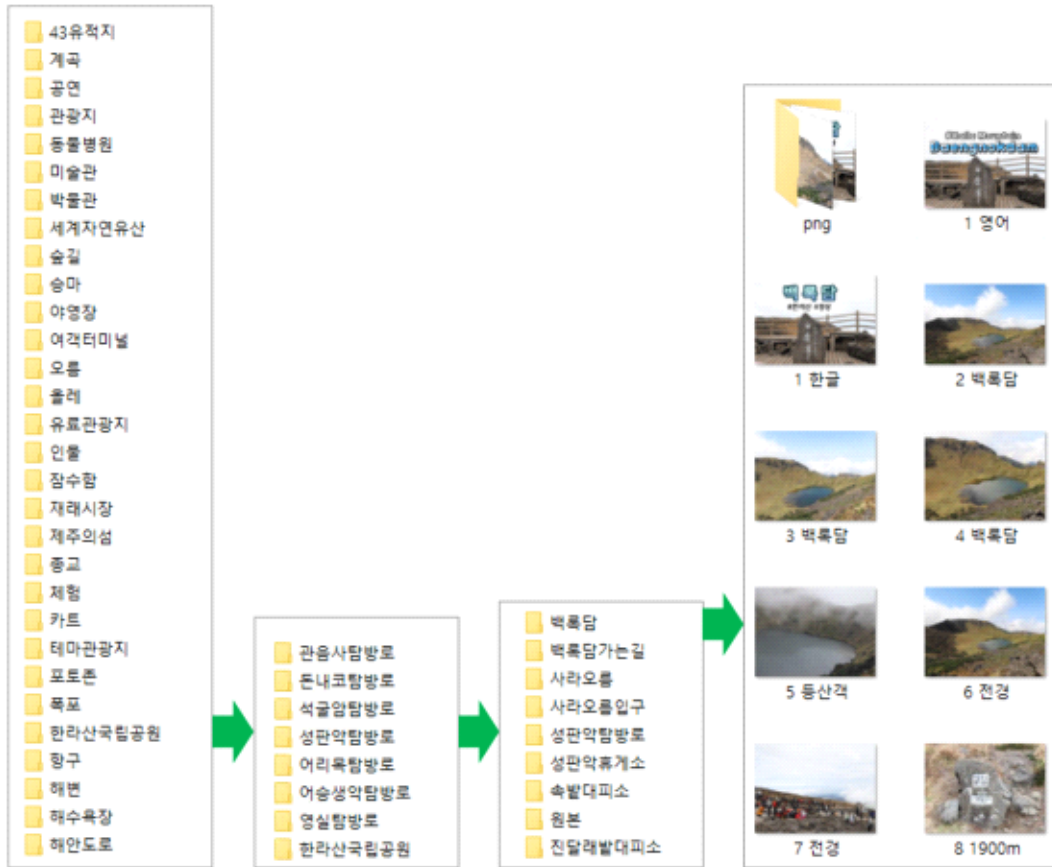 43유적지
계곡
공연
관광지
동물병원
미술관
박물관
세계자연유산
숲길
승마
야영장
여객터미널
오름
올레
유료관광지
인물
잠수함
재래시장
제주의섬
종교
체험
카트
테마관광지
포토존
폭포
한라산국립공원
항구
해변
해수욕장
해안도로
관음사탐방로
돈내코탐방로
석굴암탐방로
성판악탐방로
어리목탐방로
어승생악탐방로
영실탐방로
한라산국립공원
백록담
백록담가는길
사라오름
사라오름입구
성판악탐방로
성판악휴게소
속밭대피소
원본
진달래밭대피소
png
Baengnokdam
1 영어
백록담
1 한글
2 백록담
3 백록담
4 백록담
5 등산객
6 전경
7 전경
8 1900m